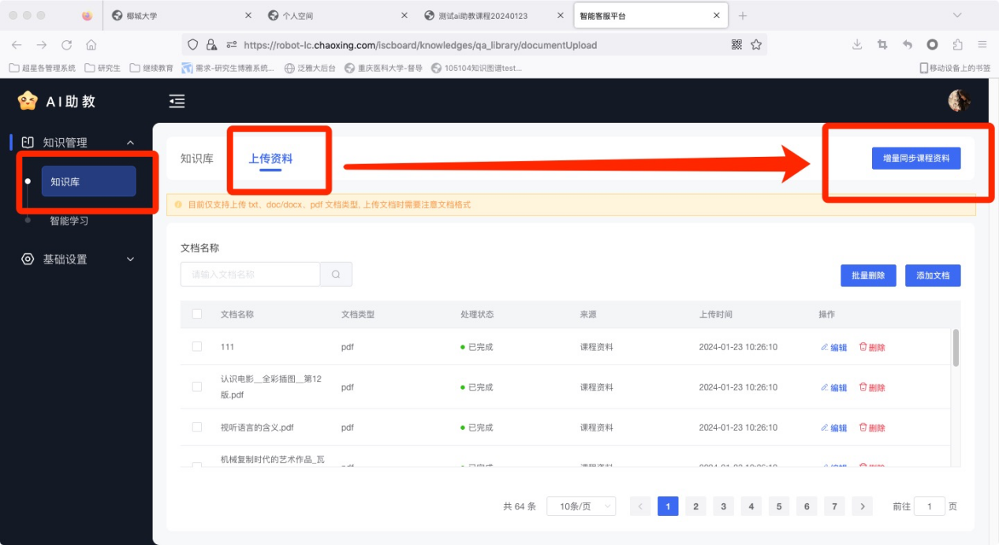 椰城大学
个人空间
测试ai助教课程20240123
智能客服平台
https://robot-lc.chaoxing.com/iscboard/knowledges/qa_library/documentUpload
超星各管理系统 研究生 继续教育 需求-研究生博雅系统... 泛雅大后台 重庆医科大学-督导 105104知识图谱test... 移动设备上的书签
AI助教
知识管理
知识库
智能学习
基础设置
知识库 上传资料 增量同步课程资料
目前仅支持上传 txt、doc/docx、pdf 文档类型, 上传文档时需要注意文档格式
文档名称
请输入文档名称
批量删除 添加文档
文档名称 文档类型 处理状态 来源 上传时间 操作
111 pdf 已完成 课程资料 2024-01-23 10:26:10 编辑 删除
认识电影__全彩插图__第12
版.pdf pdf 已完成 课程资料 2024-01-23 10:26:10 编辑 删除
视听语言的含义.pdf pdf 已完成 课程资料 2024-01-23 10:26:10 编辑 删除
机械复制时代的艺术作品_瓦
共 64 条 10条/页 1 2 3 4 5 6 7 前往 1 页